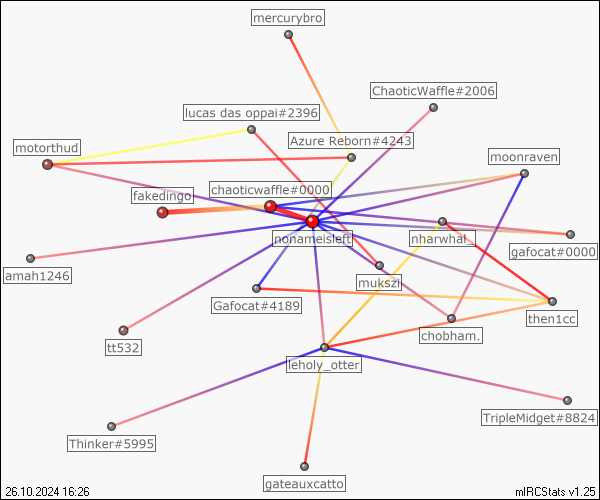 mercurybro
ChaoticWaffle#2006
lucas das oppai#2396
Azure Reborn#4243
motorthud
moonraven
chaoticwaffle#0000
fakedingo
nonameisleft
nharwhal_
gafocat#0000
amah1246
mukszi
Gafocat#4189
then1cc
chobham.
tt532
leholy_otter
TripleMidget#8824
Thinker#5995
gateauxcatto
26.10.2024 16:26
mIRCStats v1.25